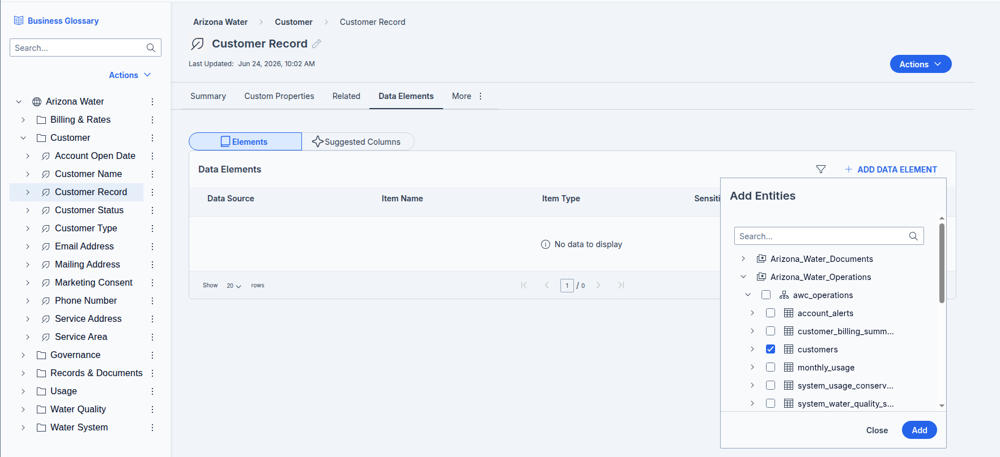 Business Glossary
Search...
Actions
Arizona Water
Billing & Rates
Customer
Account Open Date
Customer Name
Customer Record
Customer Status
Customer Type
Email Address
Mailing Address
Marketing Consent
Phone Number
Service Address
Service Area
Governance
Records & Documents
Usage
Water Quality
Water System
Arizona Water > Customer > Customer Record
Customer Record
Last Updated: Jun 24, 2026, 10:02 AM
Actions
Summary Custom Properties Related Data Elements More
Elements Suggested Columns
Data Elements
ADD DATA ELEMENT
Data Source Item Name Item Type Sensiti
No data to display
Show 20 rows
1 / 0
Add Entities
Search...
Arizona_Water_Documents
Arizona_Water_Operations
awc_operations
account_alerts
customer_billing_summ...
customers
monthly_usage
system_usage_conserv...
system_water_quality_s...
Close Add